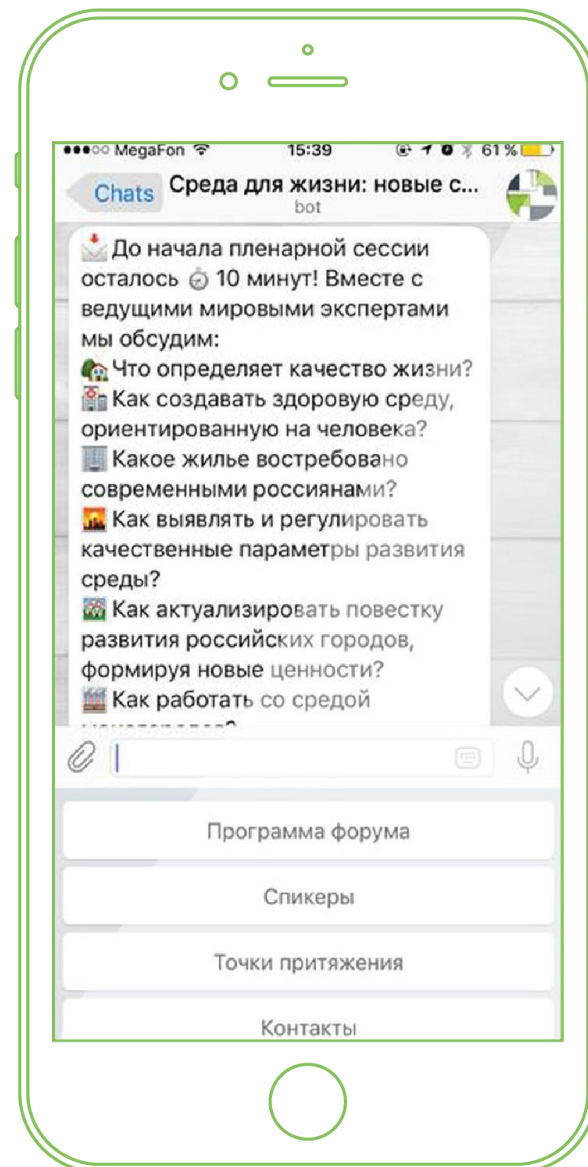 MegaFon 15:39 61 %
Chats Среда для жизни: новые с...
bot
До начала пленарной сессии
осталось ⏱ 10 минут! Вместе с
ведущими мировыми экспертами
мы обсудим:
Что определяет качество жизни?
Как создавать здоровую среду,
ориентированную на человека?
Какое жилье востребовано
современными россиянами?
Как выявлять и регулировать
качественные параметры развития
среды?
Как актуализировать повестку
развития российских городов,
формируя новые ценности?
Как работать со средой
Программа форума
Спикеры
Точки притяжения
Контакты